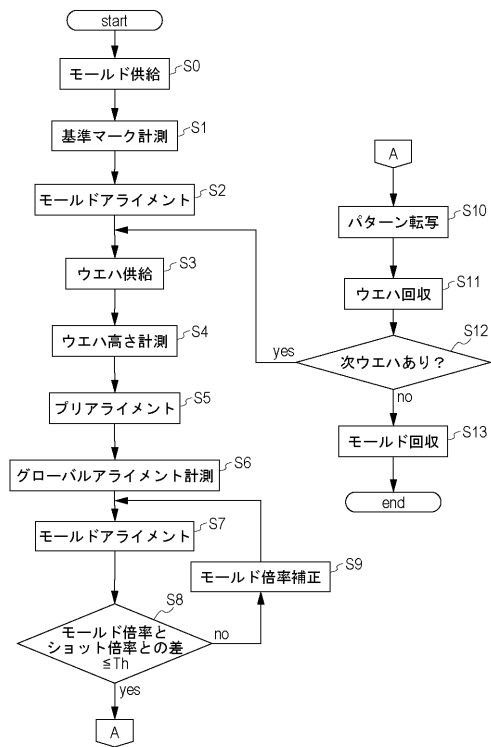 start
モールド供給
S0
基準マーク計測
S1
モールドアライメント
S2
ウエハ供給
S3
ウエハ高さ計測
S4
プリアライメント
S5
グローバルアライメント計測
S6
モールドアライメント
S7
モールド倍率と
ショット倍率との差
≦Th
S8
no
yes
モールド倍率補正
S9
A
A
パターン転写
S10
ウエハ回収
S11
次ウエハあり？
S12
yes
no
モールド回収
S13
end